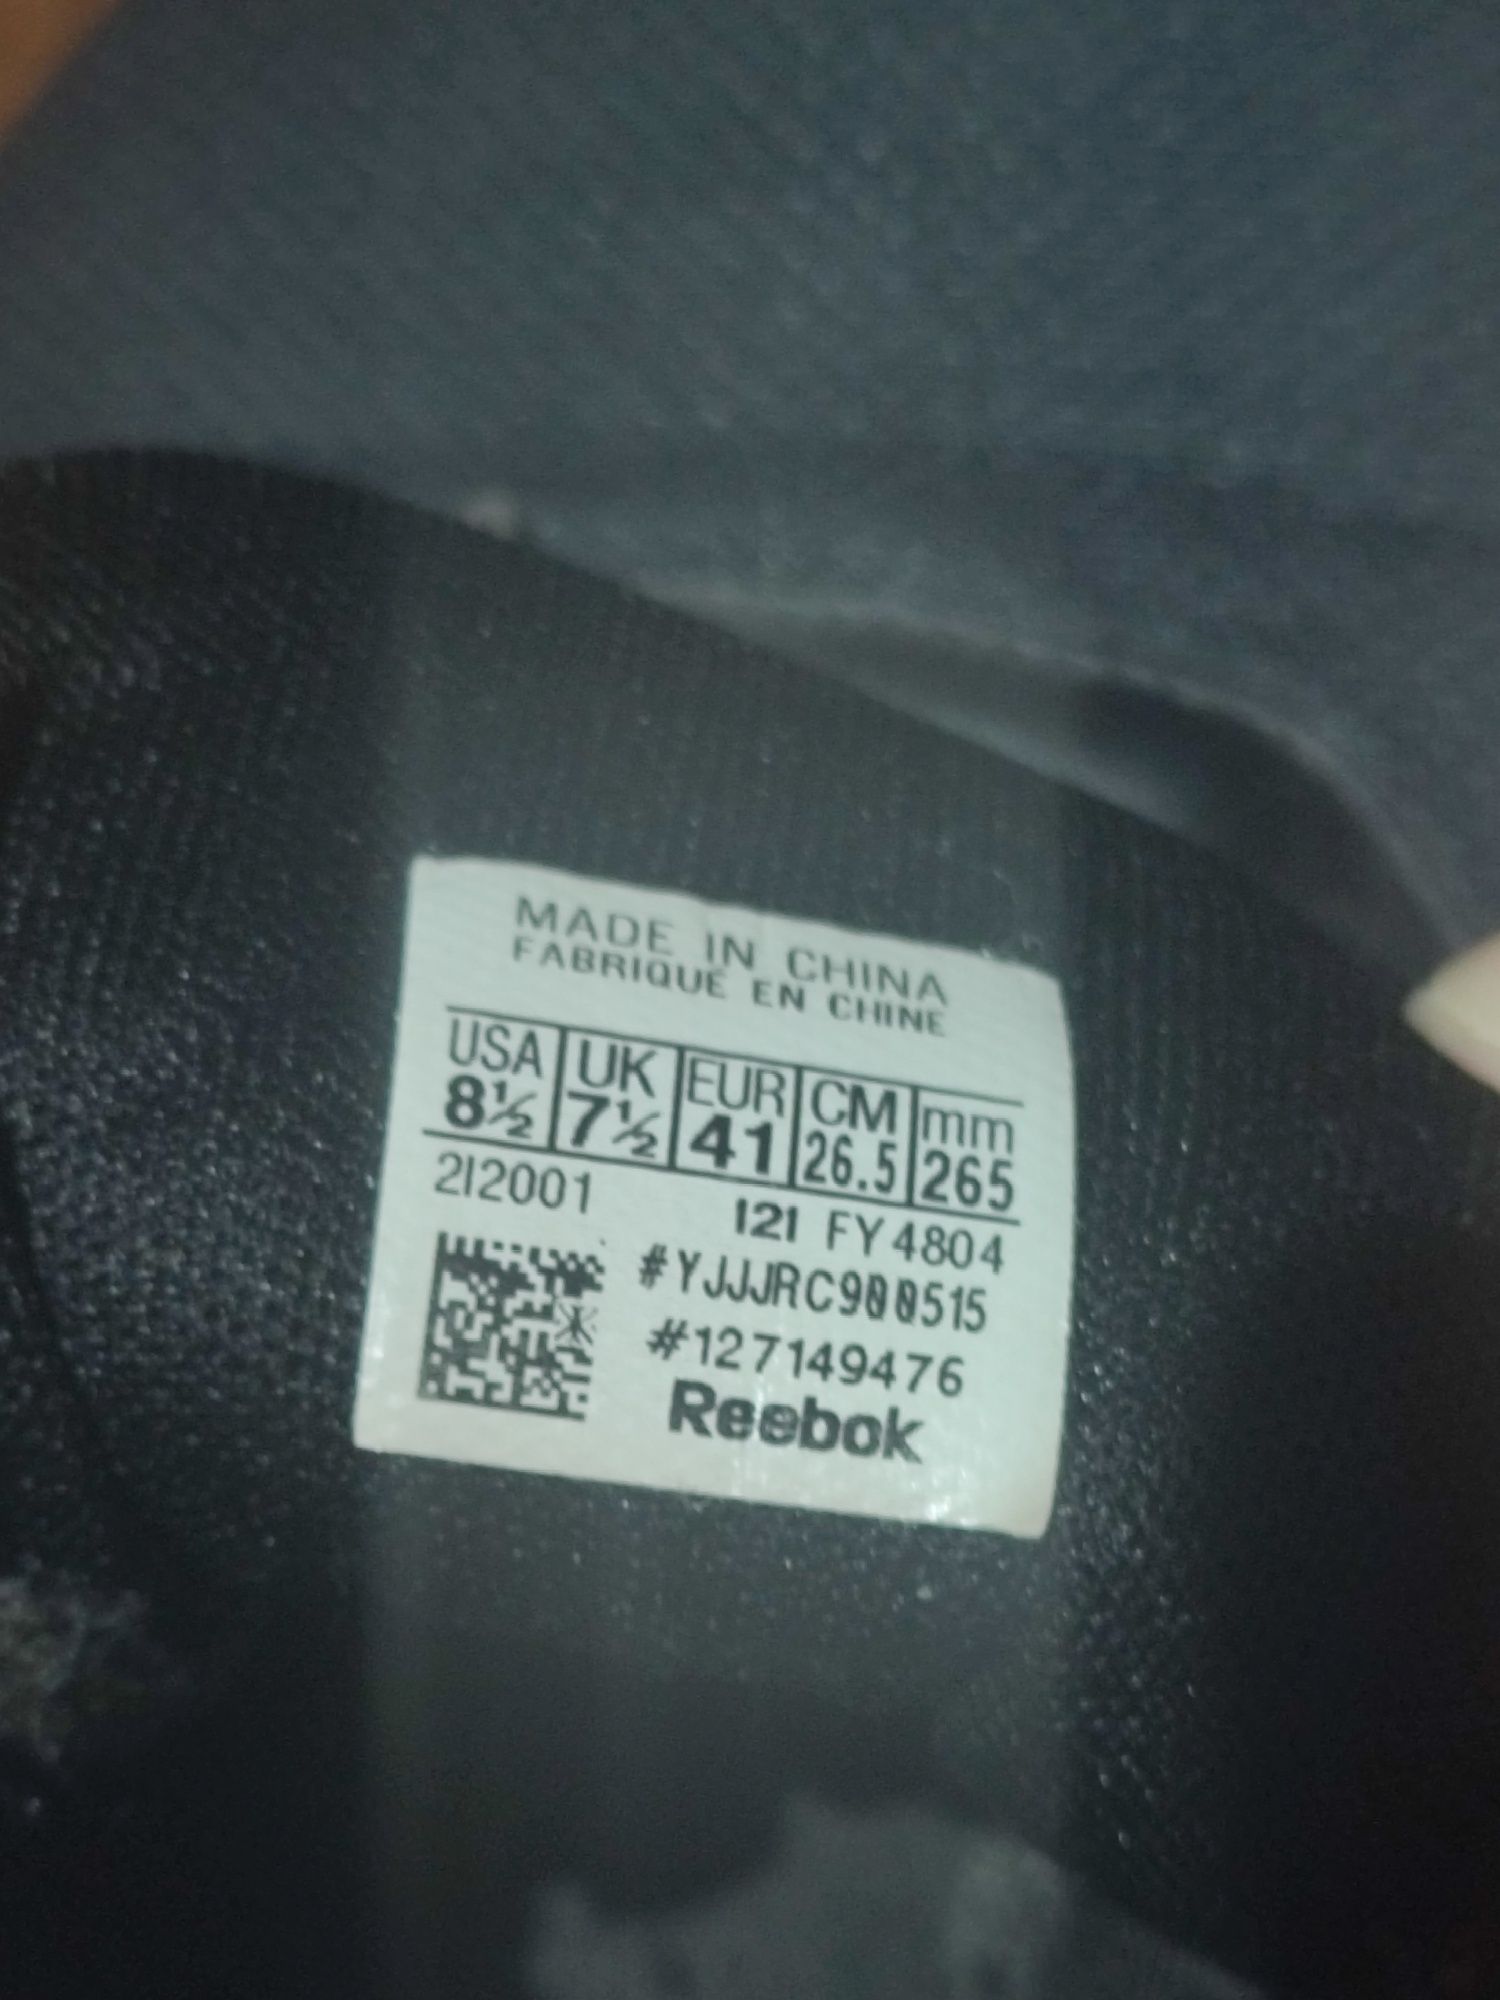 MADE IN CHINA
FABRIQUÉ EN CHINE
USA UK EUR CM mm
8½ 7½ 41 26.5 265
2I2001 I2I FY4804
#YJJJRC900515
#127149476
Reebok